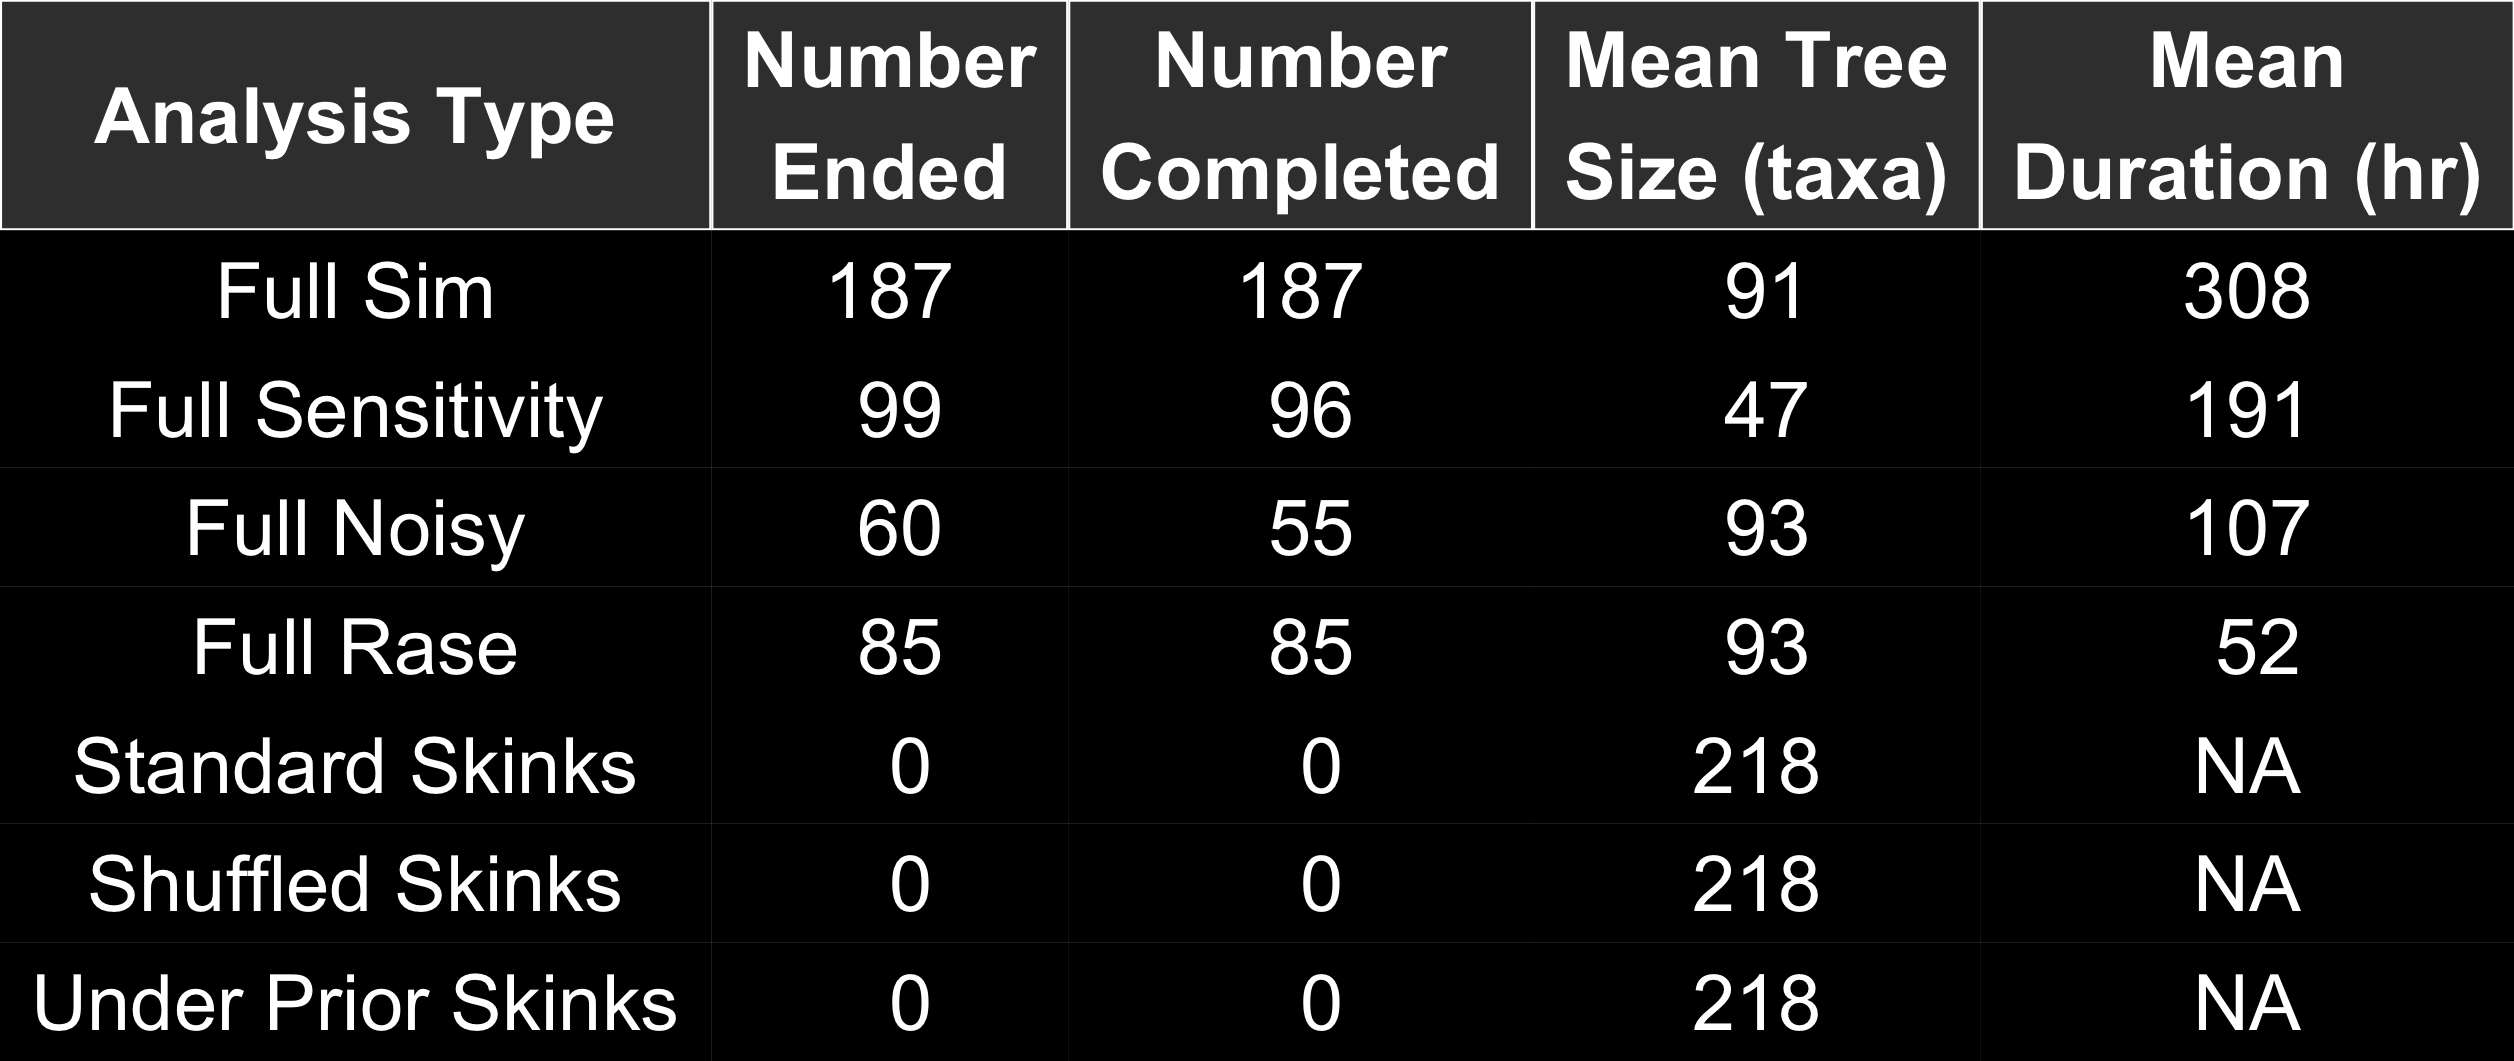 Analysis Type Number Ended Number Completed Mean Tree Size (taxa) Mean Duration (hr)
Full Sim 187 187 91 308
Full Sensitivity 99 96 47 191
Full Noisy 60 55 93 107
Full Rase 85 85 93 52
Standard Skinks 0 0 218 NA
Shuffled Skinks 0 0 218 NA
Under Prior Skinks 0 0 218 NA